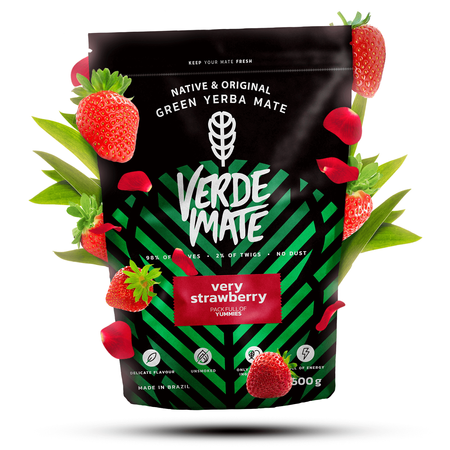 KEEP YOUR MATE FRESH
NATIVE & ORIGINAL
GREEN YERBA MATE
VERDE
MATE
98% OF • 2% OF TWIGS • NO DUST
very
strawberry
PACK FULL OF
YUMMIES
DELICATE FLAVOUR
UNSMOKED
ONLY
OF ENERGY
MADE IN BRAZIL
500 g